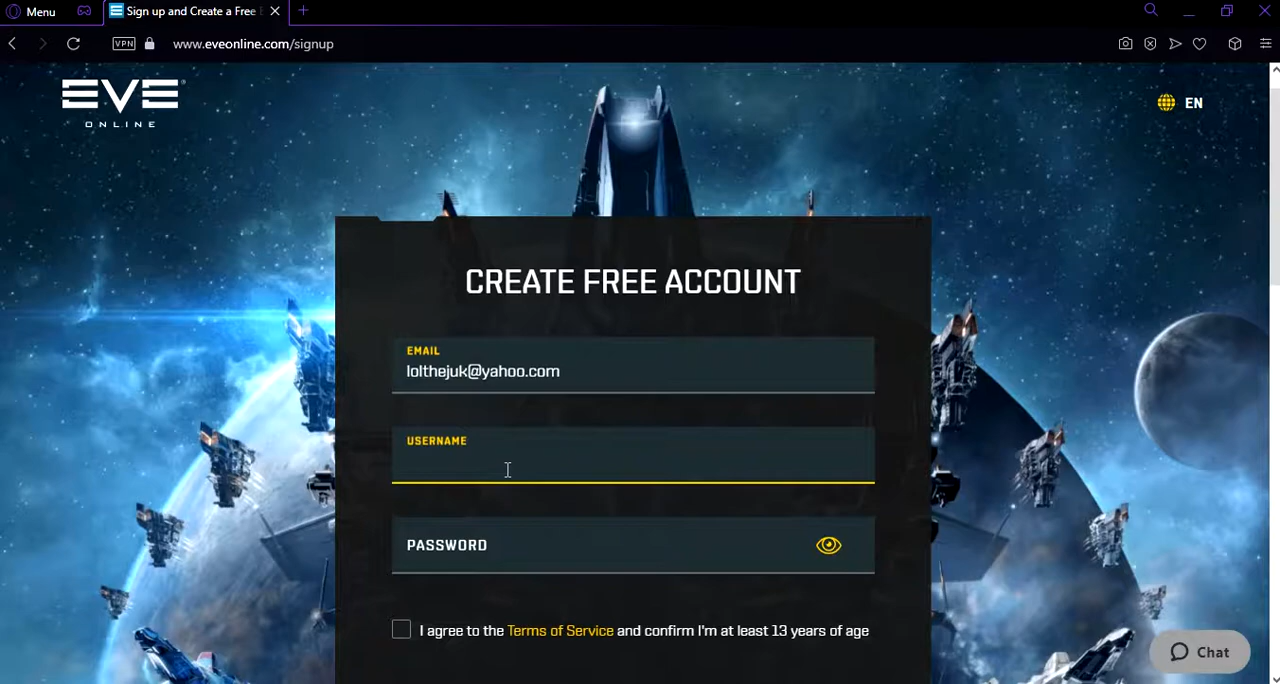 Menu
Sign up and Create a Free E
VPN
www.eveonline.com/signup
EVE
ONLINE
EN
CREATE FREE ACCOUNT
EMAIL
lolthejuk@yahoo.com
USERNAME
PASSWORD
I agree to the Terms of Service and confirm I'm at least 13 years of age
Chat